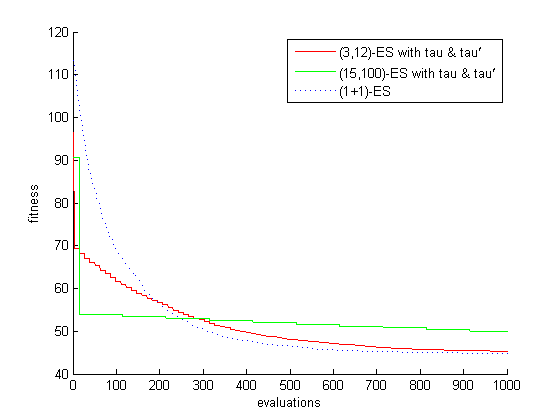 120
110
100
90
80
70
60
50
40
fitness
0 100 200 300 400 500 600 700 800 900 1000
evaluations
(3,12)-ES with tau & tau'
(15,100)-ES with tau & tau'
(1+1)-ES